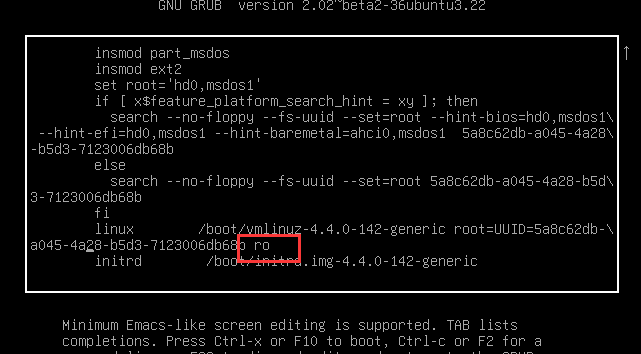 GNU GRUB  version 2.02~beta2-36ubuntu3.22
insmod part_msdos
insmod ext2
set root='hd0,msdos1'
if [ x$feature_platform_search_hint = xy ]; then
search --no-floppy --fs-uuid --set=root --hint-bios=hd0,msdos1\
--hint-efi=hd0,msdos1 --hint-baremetal=ahci0,msdos1  5a8c62db-a045-4a28\
-b5d3-7123006db68b
else
search --no-floppy --fs-uuid --set=root 5a8c62db-a045-4a28-b5d\
3-7123006db68b
fi
linux        /boot/vmlinuz-4.4.0-142-generic root=UUID=5a8c62db-\
a045-4a28-b5d3-7123006db68b ro
initrd       /boot/initrd.img-4.4.0-142-generic
Minimum Emacs-like screen editing is supported. TAB lists
completions. Press Ctrl-x or F10 to boot, Ctrl-c or F2 for a